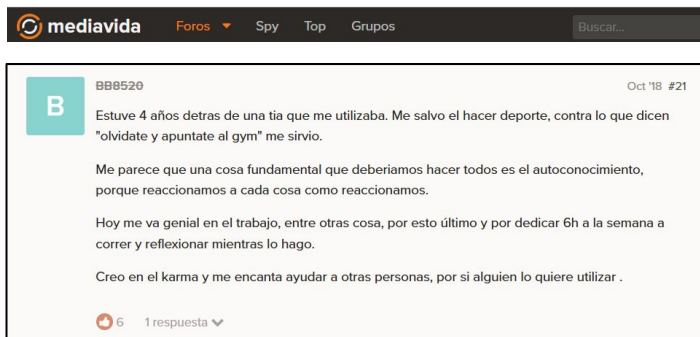 mediavida Foros Spy Top Grupos Buscar...
B
BB8520 Oct '18 #21
Estuve 4 años detras de una tia que me utilizaba. Me salvo el hacer deporte, contra lo que dicen
"olvidate y apuntate al gym" me sirvio.
Me parece que una cosa fundamental que deberiamos hacer todos es el autoconocimiento,
porque reaccionamos a cada cosa como reaccionamos.
Hoy me va genial en el trabajo, entre otras cosa, por esto último y por dedicar 6h a la semana a
correr y reflexionar mientras lo hago.
Creo en el karma y me encanta ayudar a otras personas, por si alguien lo quiere utilizar .
6 1 respuesta